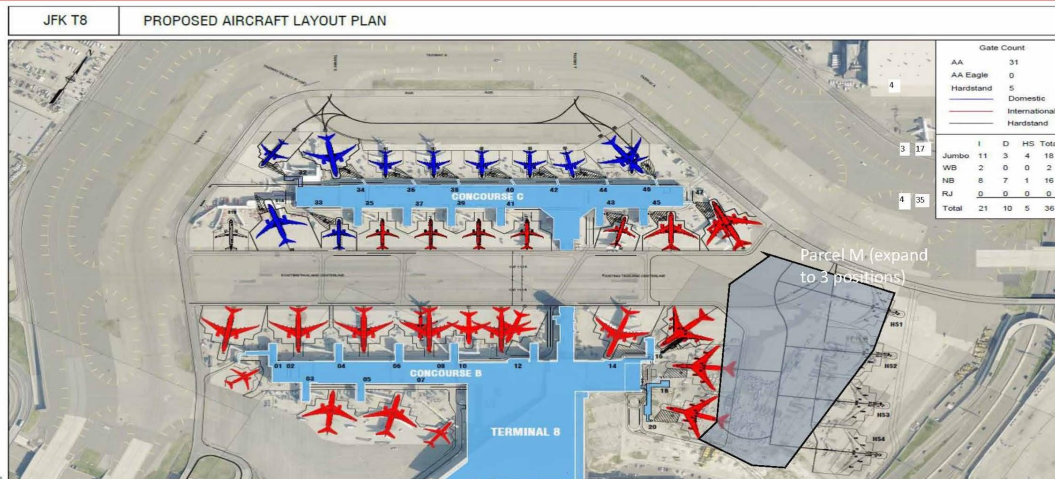 JFK T8
PROPOSED AIRCRAFT LAYOUT PLAN
Gate Count
AA 31
AA Eagle 0
Hardstand 5
Domestic
International
Hardstand
I D HS Total
Jumbo 11 3 4 18
WB 2 0 0 2
NB 8 7 1 16
RJ 0 0 0 0
Total 21 10 5 36
4
3 17
4 35
32
34
36
40
42
44
46
47
CONCOURSE C
33
35
41
43
45
Parcel M (expand
to 3 positions)
HS1
HS2
HS3
HS4
01 02
04
06
08
10
12
14
CONCOURSE B
03
05
07
18
20
TERMINAL 8